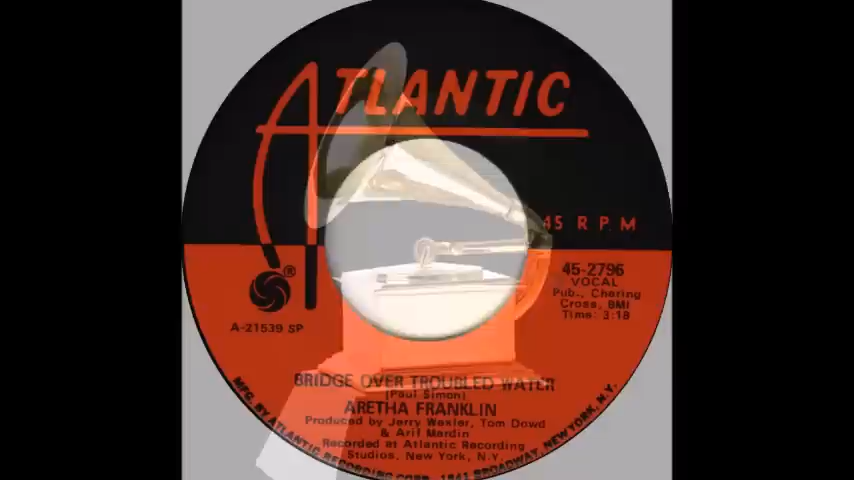 ATLANTIC
45 R P M
45-2796
VOCAL
Pub., Charing
Cross, BMI
Time: 3:18
®
A-21539 SP
BRIDGE OVER TROUBLED WATER
(Paul Simon)
ARETHA FRANKLIN
Produced by Jerry Wexler, Tom Dowd
& Arif Mardin
Recorded at Atlantic Recording
Studios, New York, N.Y.
MFG. BY ATLANTIC RECORDING CORP., 1841 BROADWAY, NEW YORK, N.Y.